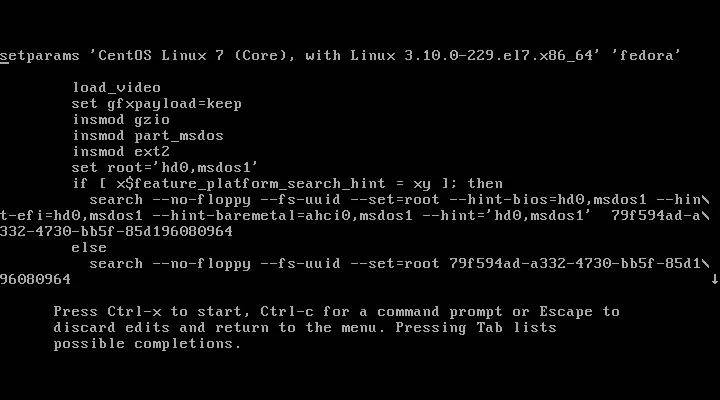 setparams 'CentOS Linux 7 (Core), with Linux 3.10.0-229.el7.x86_64' 'fedora'
load_video
set gfxpayload=keep
insmod gzio
insmod part_msdos
insmod ext2
set root='hd0,msdos1'
if [ x$feature_platform_search_hint = xy ]; then
search --no-floppy --fs-uuid --set=root --hint-bios=hd0,msdos1 --hin\
t-efi=hd0,msdos1 --hint-baremetal=ahci0,msdos1 --hint='hd0,msdos1'  79f594ad-a\
332-4730-bb5f-85d196080964
else
search --no-floppy --fs-uuid --set=root 79f594ad-a332-4730-bb5f-85d1\
96080964 ↓
Press Ctrl-x to start, Ctrl-c for a command prompt or Escape to
discard edits and return to the menu. Pressing Tab lists
possible completions.